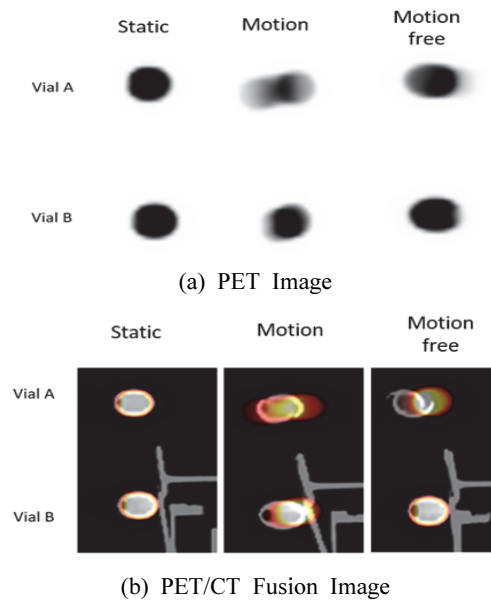 Static Motion Motion
free
Vial A
Vial B
(a) PET Image
Static Motion Motion
free
Vial A
Vial B
(b) PET/CT Fusion Image